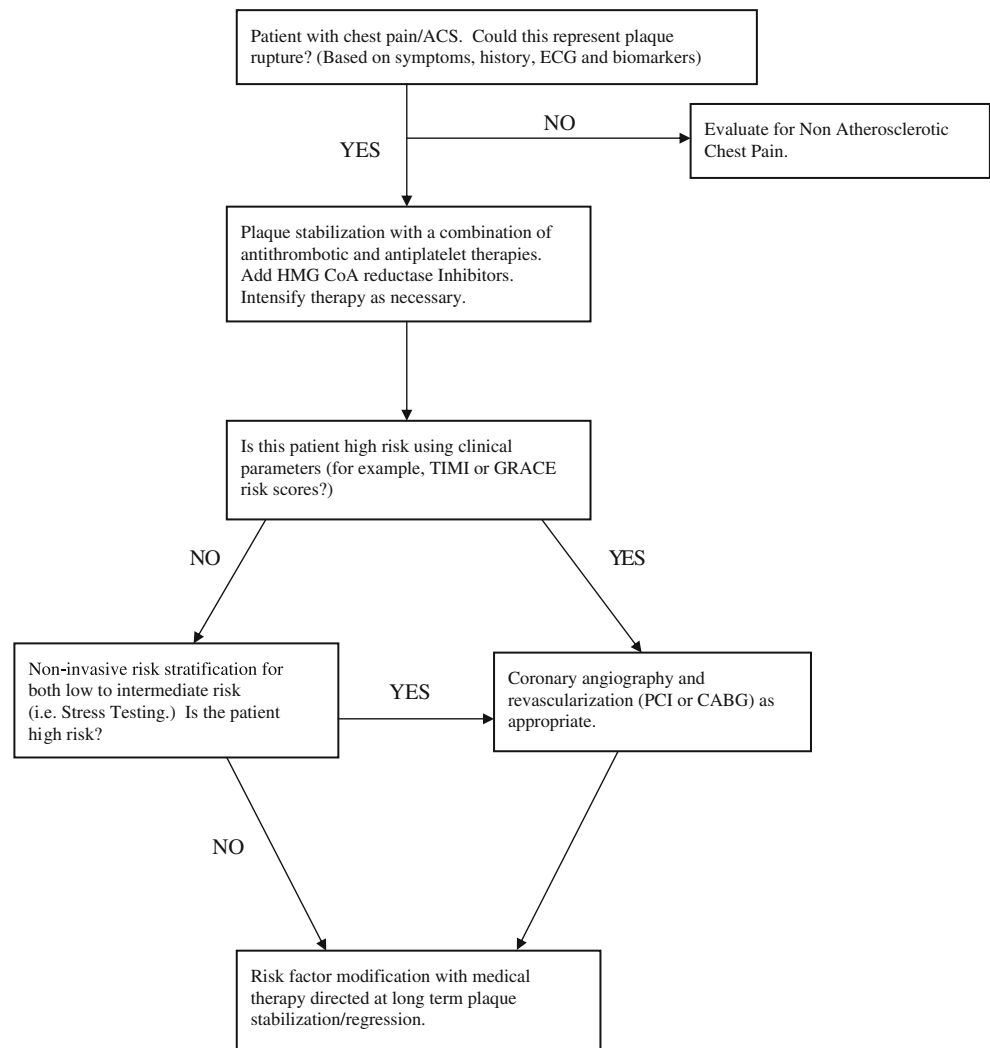 Patient with chest pain/ACS.  Could this represent plaque
rupture? (Based on symptoms, history, ECG and biomarkers)
NO
YES
Evaluate for Non Atherosclerotic
Chest Pain.
Plaque stabilization with a combination of
antithrombotic and antiplatelet therapies.
Add HMG CoA reductase Inhibitors.
Intensify therapy as necessary.
Is this patient high risk using clinical
parameters (for example, TIMI or GRACE
risk scores?)
NO
YES
Non-invasive risk stratification for
both low to intermediate risk
(i.e. Stress Testing.)  Is the patient
high risk?
YES
Coronary angiography and
revascularization (PCI or CABG) as
appropriate.
NO
Risk factor modification with medical
therapy directed at long term plaque
stabilization/regression.